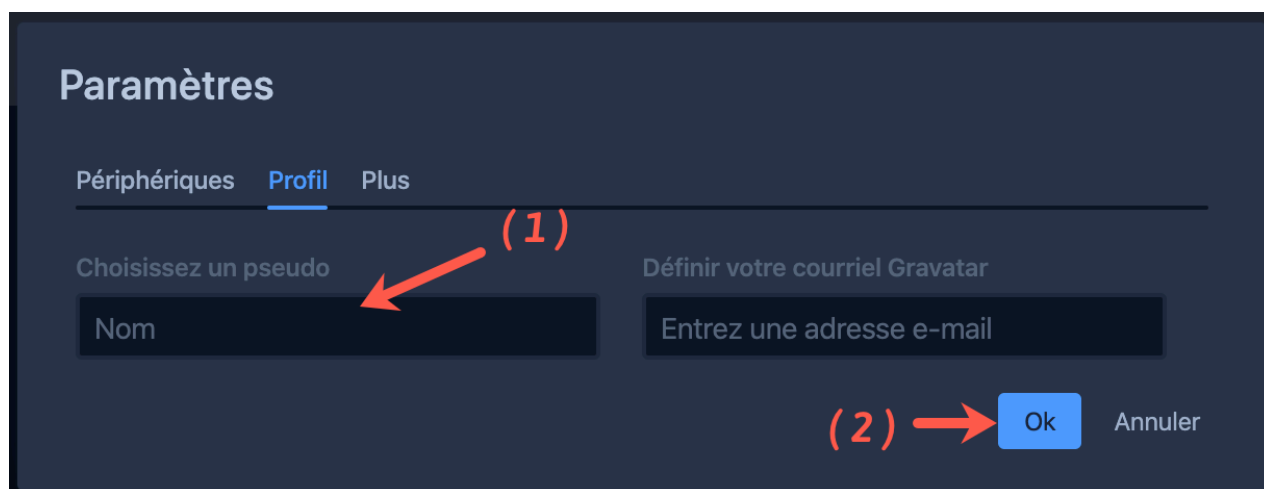 Paramètres
Périphériques Profil Plus
(1)
Choisissez un pseudo Définir votre courriel Gravatar
Nom Entrez une adresse e-mail
(2) Ok Annuler